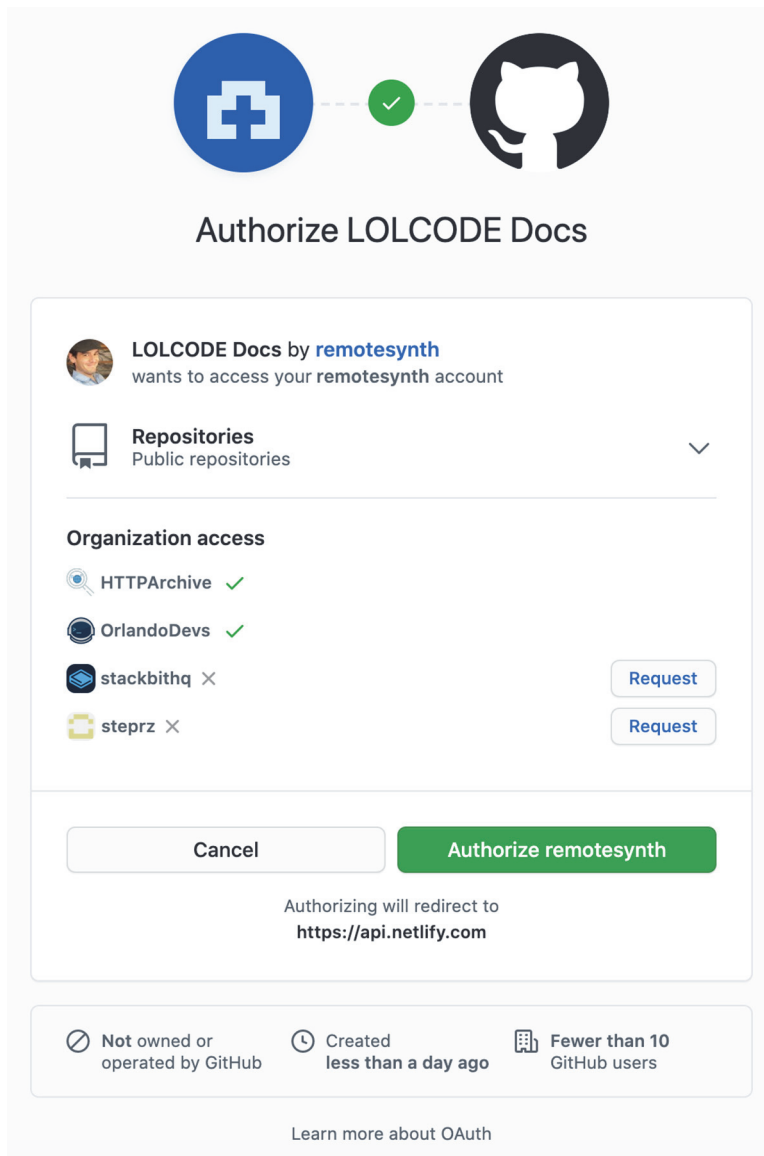 Authorize LOLCODE Docs
LOLCODE Docs by remotesynth
wants to access your remotesynth account
Repositories
Public repositories
Organization access
HTTPArchive
OrlandoDevs
stackbithq
Request
steprz
Request
Cancel
Authorize remotesynth
Authorizing will redirect to
https://api.netlify.com
Not owned or
operated by GitHub
Created
less than a day ago
Fewer than 10
GitHub users
Learn more about OAuth